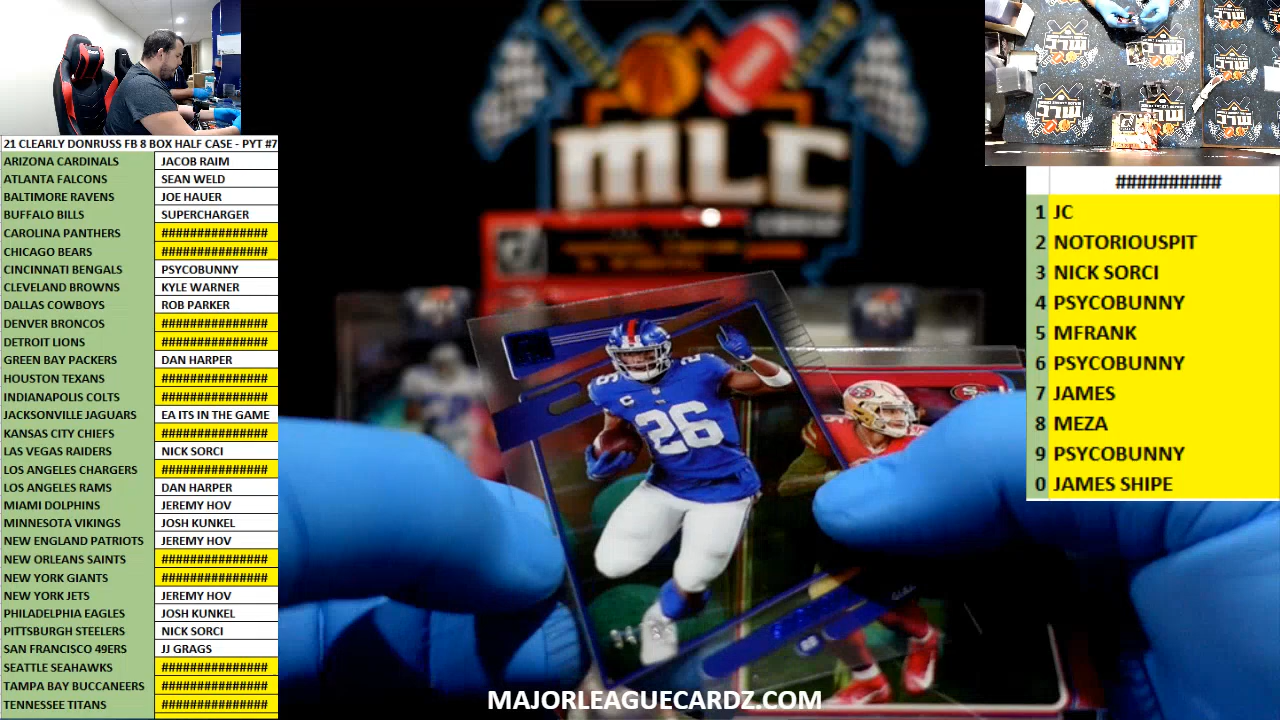 21 CLEARLY DONRUSS FB 8 BOX HALF CASE - PYT #7
ARIZONA CARDINALS JACOB RAIM
ATLANTA FALCONS SEAN WELD
BALTIMORE RAVENS JOE HAUER
BUFFALO BILLS SUPERCHARGER
CAROLINA PANTHERS ###############
CHICAGO BEARS ###############
CINCINNATI BENGALS PSYCOBUNNY
CLEVELAND BROWNS KYLE WARNER
DALLAS COWBOYS ROB PARKER
DENVER BRONCOS ###############
DETROIT LIONS ###############
GREEN BAY PACKERS DAN HARPER
HOUSTON TEXANS ###############
INDIANAPOLIS COLTS ###############
JACKSONVILLE JAGUARS EA ITS IN THE GAME
KANSAS CITY CHIEFS ###############
LAS VEGAS RAIDERS NICK SORCI
LOS ANGELES CHARGERS ###############
LOS ANGELES RAMS DAN HARPER
MIAMI DOLPHINS JEREMY HOV
MINNESOTA VIKINGS JOSH KUNKEL
NEW ENGLAND PATRIOTS JEREMY HOV
NEW ORLEANS SAINTS ###############
NEW YORK GIANTS ###############
NEW YORK JETS JEREMY HOV
PHILADELPHIA EAGLES JOSH KUNKEL
PITTSBURGH STEELERS NICK SORCI
SAN FRANCISCO 49ERS JJ GRAGS
SEATTLE SEAHAWKS ###############
TAMPA BAY BUCCANEERS ###############
TENNESSEE TITANS ###############
MLC
26
26
C
MAJORLEAGUECARDZ.COM
##########
1 JC
2 NOTORIOUSPIT
3 NICK SORCI
4 PSYCOBUNNY
5 MFRANK
6 PSYCOBUNNY
7 JAMES
8 MEZA
9 PSYCOBUNNY
0 JAMES SHIPE